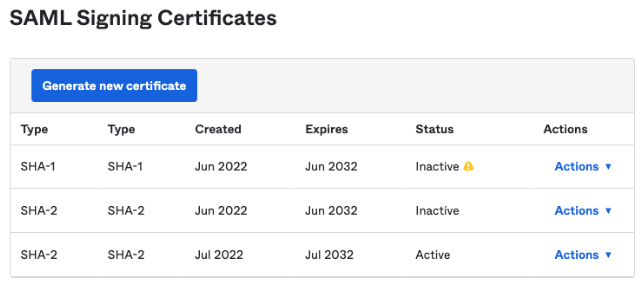 SAML Signing Certificates
Generate new certificate
Type Type Created Expires Status Actions
SHA-1 SHA-1 Jun 2022 Jun 2032 Inactive Actions ▼
SHA-2 SHA-2 Jun 2022 Jun 2032 Inactive Actions ▼
SHA-2 SHA-2 Jul 2022 Jul 2032 Active Actions ▼